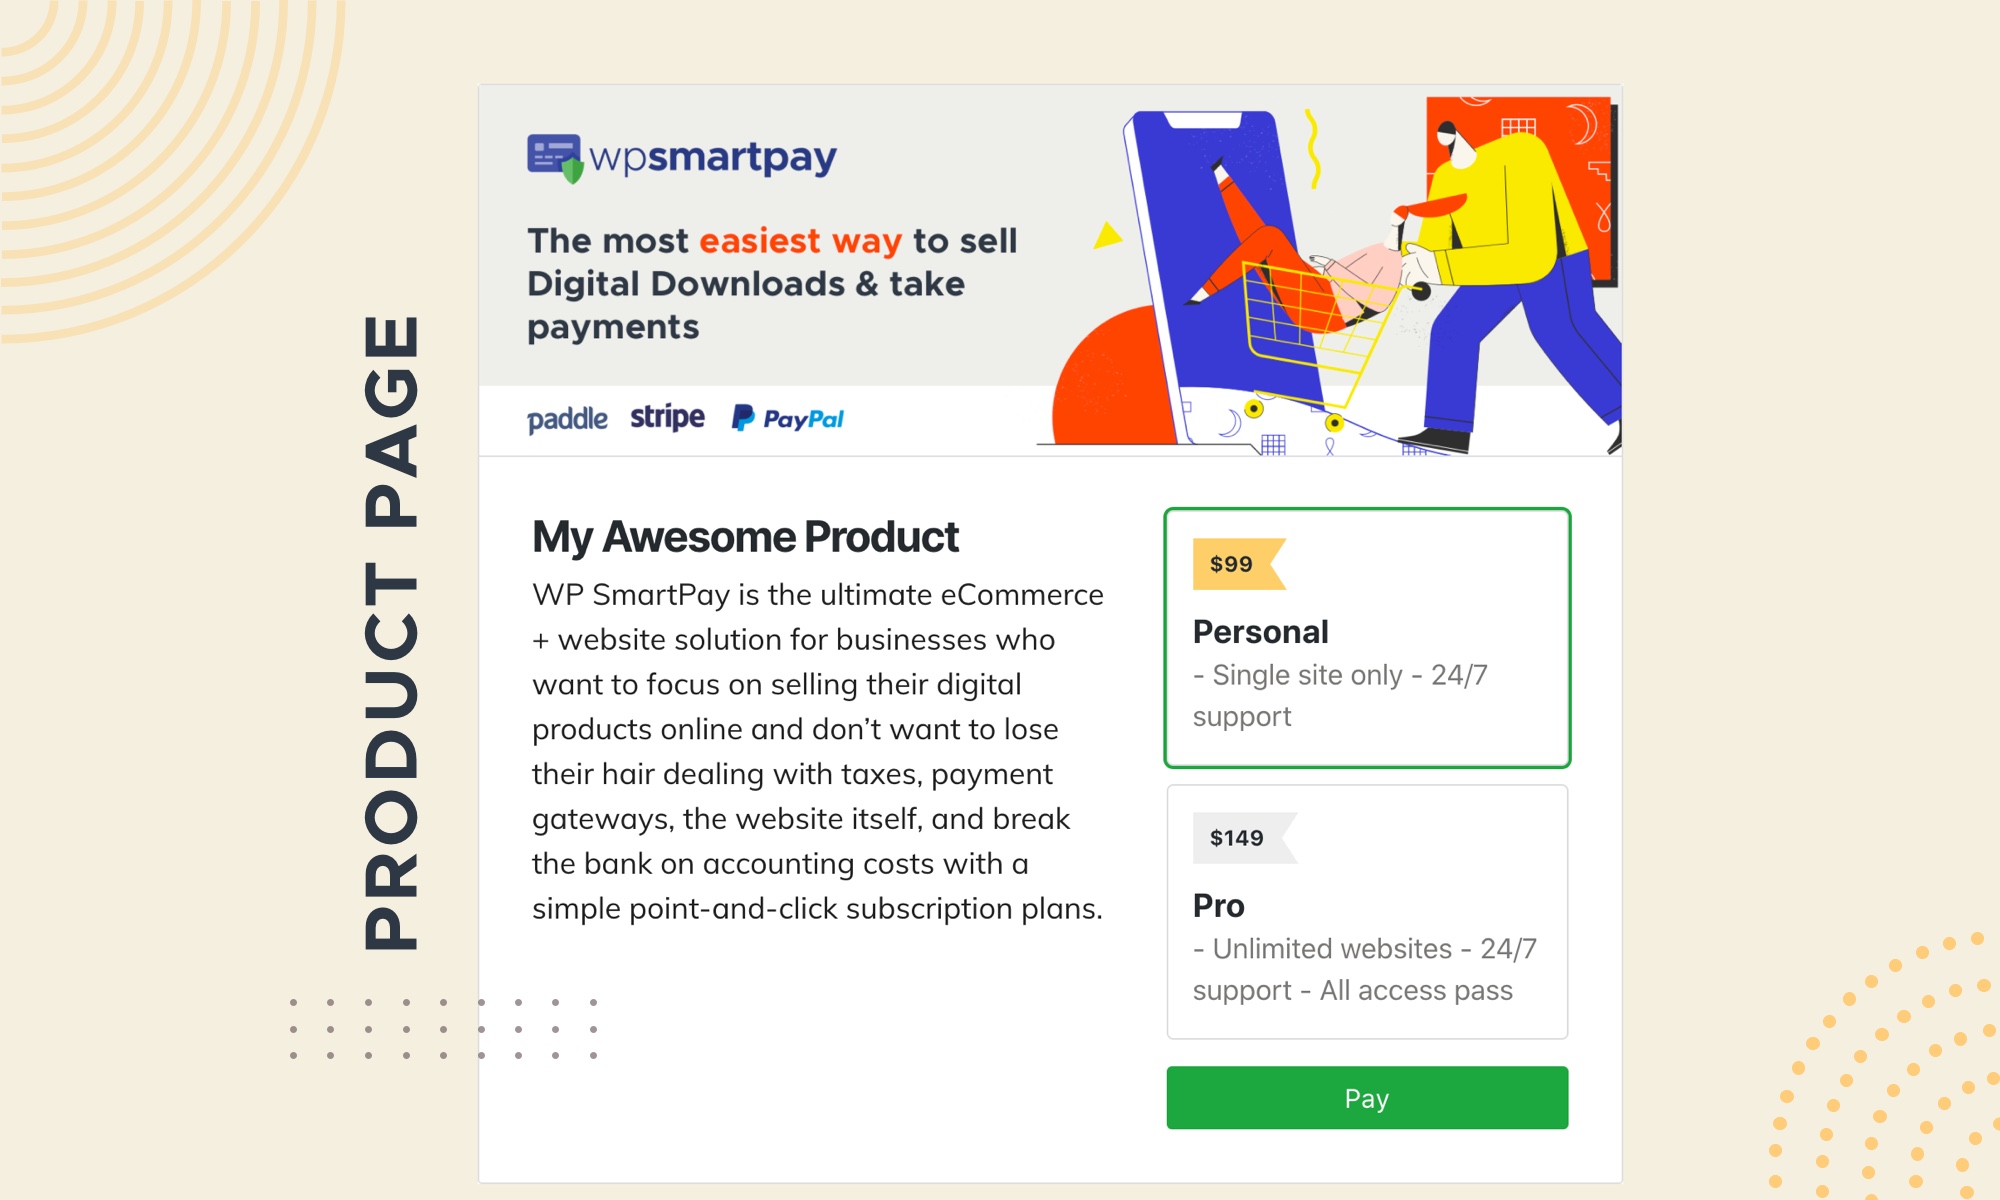 PRODUCT PAGE
wpsmartpay
The most easiest way to sell
Digital Downloads & take
payments
paddle stripe PayPal
My Awesome Product
WP SmartPay is the ultimate eCommerce
+ website solution for businesses who
want to focus on selling their digital
products online and don’t want to lose
their hair dealing with taxes, payment
gateways, the website itself, and break
the bank on accounting costs with a
simple point-and-click subscription plans.
$99
Personal
- Single site only - 24/7
support
$149
Pro
- Unlimited websites - 24/7
support - All access pass
Pay